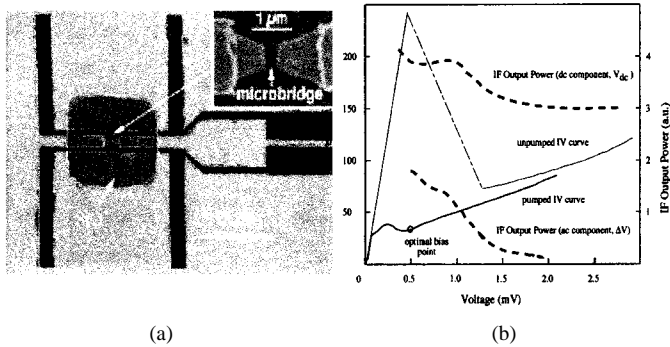 1 µm
microbridge
(a)
200
150
100
50
0
0.5
1.0
1.5
2.0
2.5
Voltage (mV)
4
3
2
1
IF Output Power (a.u.)
IF Output Power (dc component, Vdc)
unpumped IV curve
pumped IV curve
IF Output Power (ac component, ΔV)
optimal bias
point
(b)